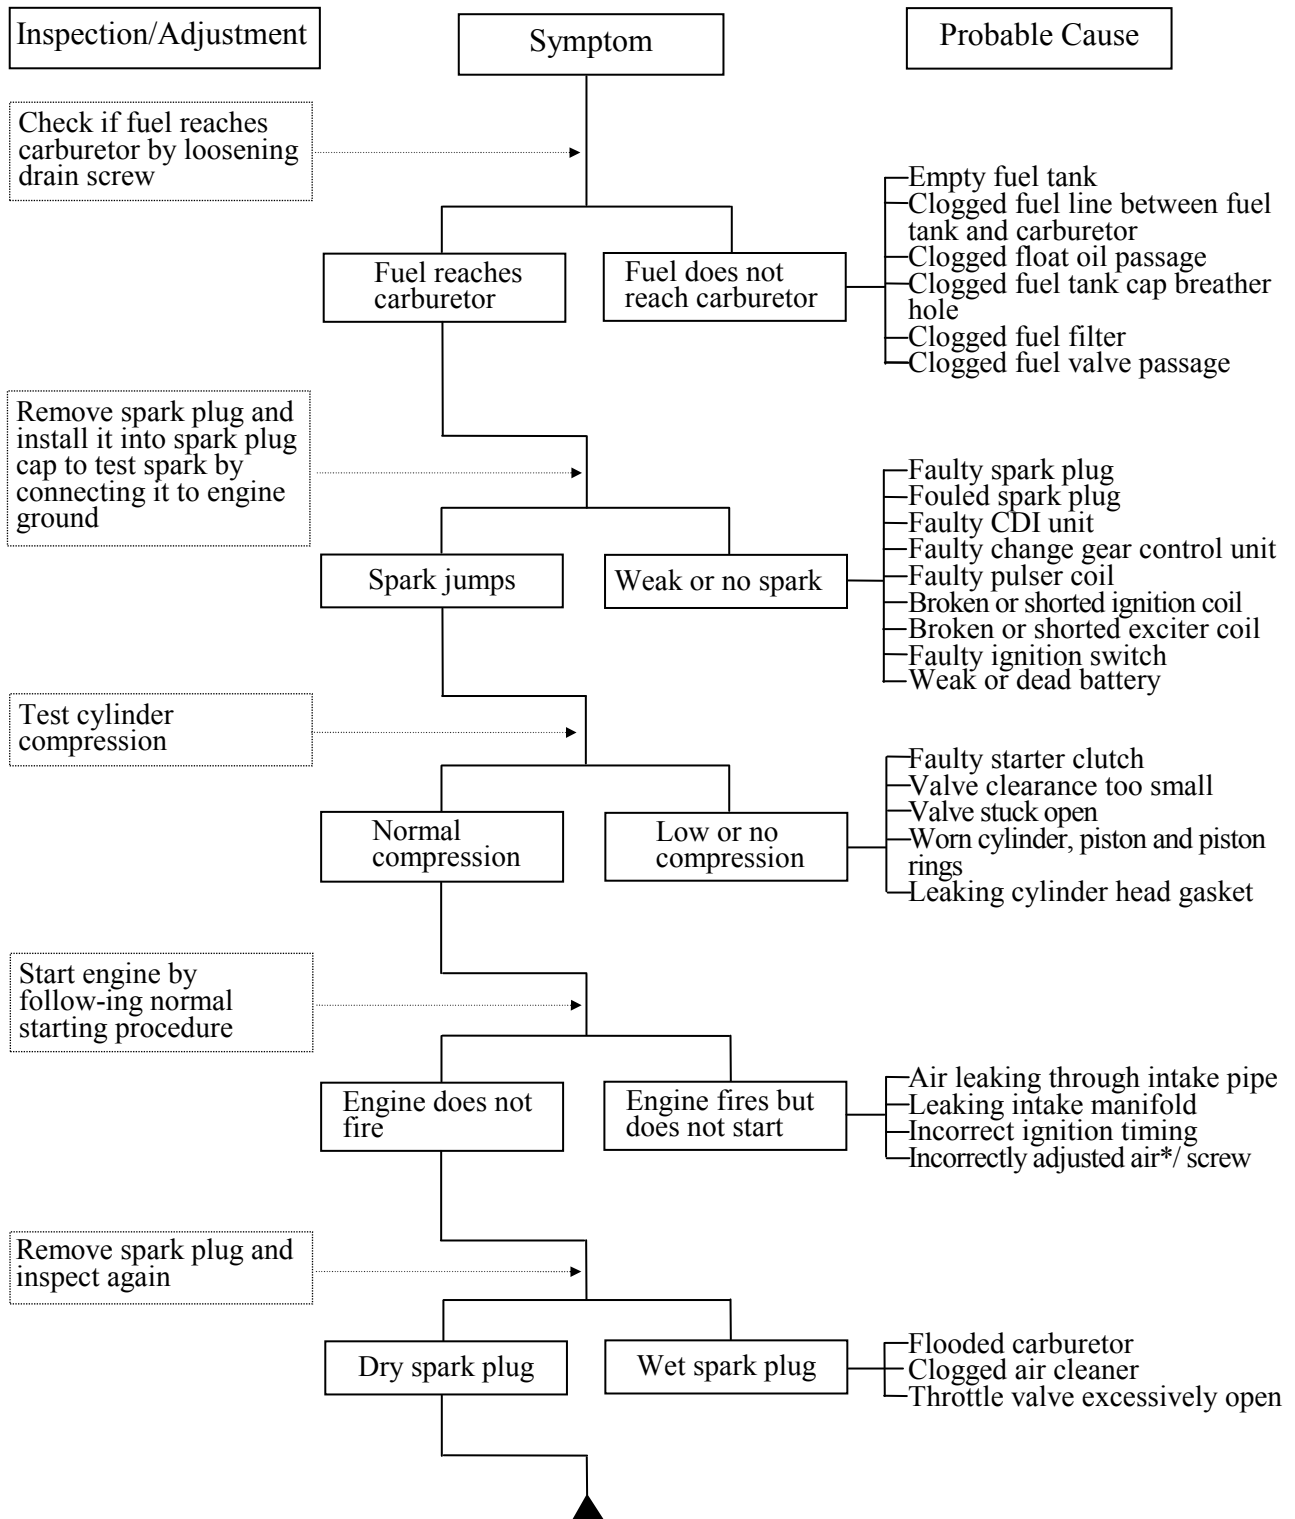 Inspection/Adjustment
Symptom
Probable Cause
Check if fuel reaches
carburetor by loosening
drain screw
Fuel reaches
carburetor
Fuel does not
reach carburetor
Empty fuel tank
Clogged fuel line between fuel
tank and carburetor
Clogged float oil passage
Clogged fuel tank cap breather
hole
Clogged fuel filter
Clogged fuel valve passage
Remove spark plug and
install it into spark plug
cap to test spark by
connecting it to engine
ground
Spark jumps
Weak or no spark
Faulty spark plug
Fouled spark plug
Faulty CDI unit
Faulty change gear control unit
Faulty pulser coil
Broken or shorted ignition coil
Broken or shorted exciter coil
Faulty ignition switch
Weak or dead battery
Test cylinder
compression
Normal
compression
Low or no
compression
Faulty starter clutch
Valve clearance too small
Valve stuck open
Worn cylinder, piston and piston
rings
Leaking cylinder head gasket
Start engine by
follow-ing normal
starting procedure
Engine does not
fire
Engine fires but
does not start
Air leaking through intake pipe
Leaking intake manifold
Incorrect ignition timing
Incorrectly adjusted air*/ screw
Remove spark plug and
inspect again
Dry spark plug
Wet spark plug
Flooded carburetor
Clogged air cleaner
Throttle valve excessively open